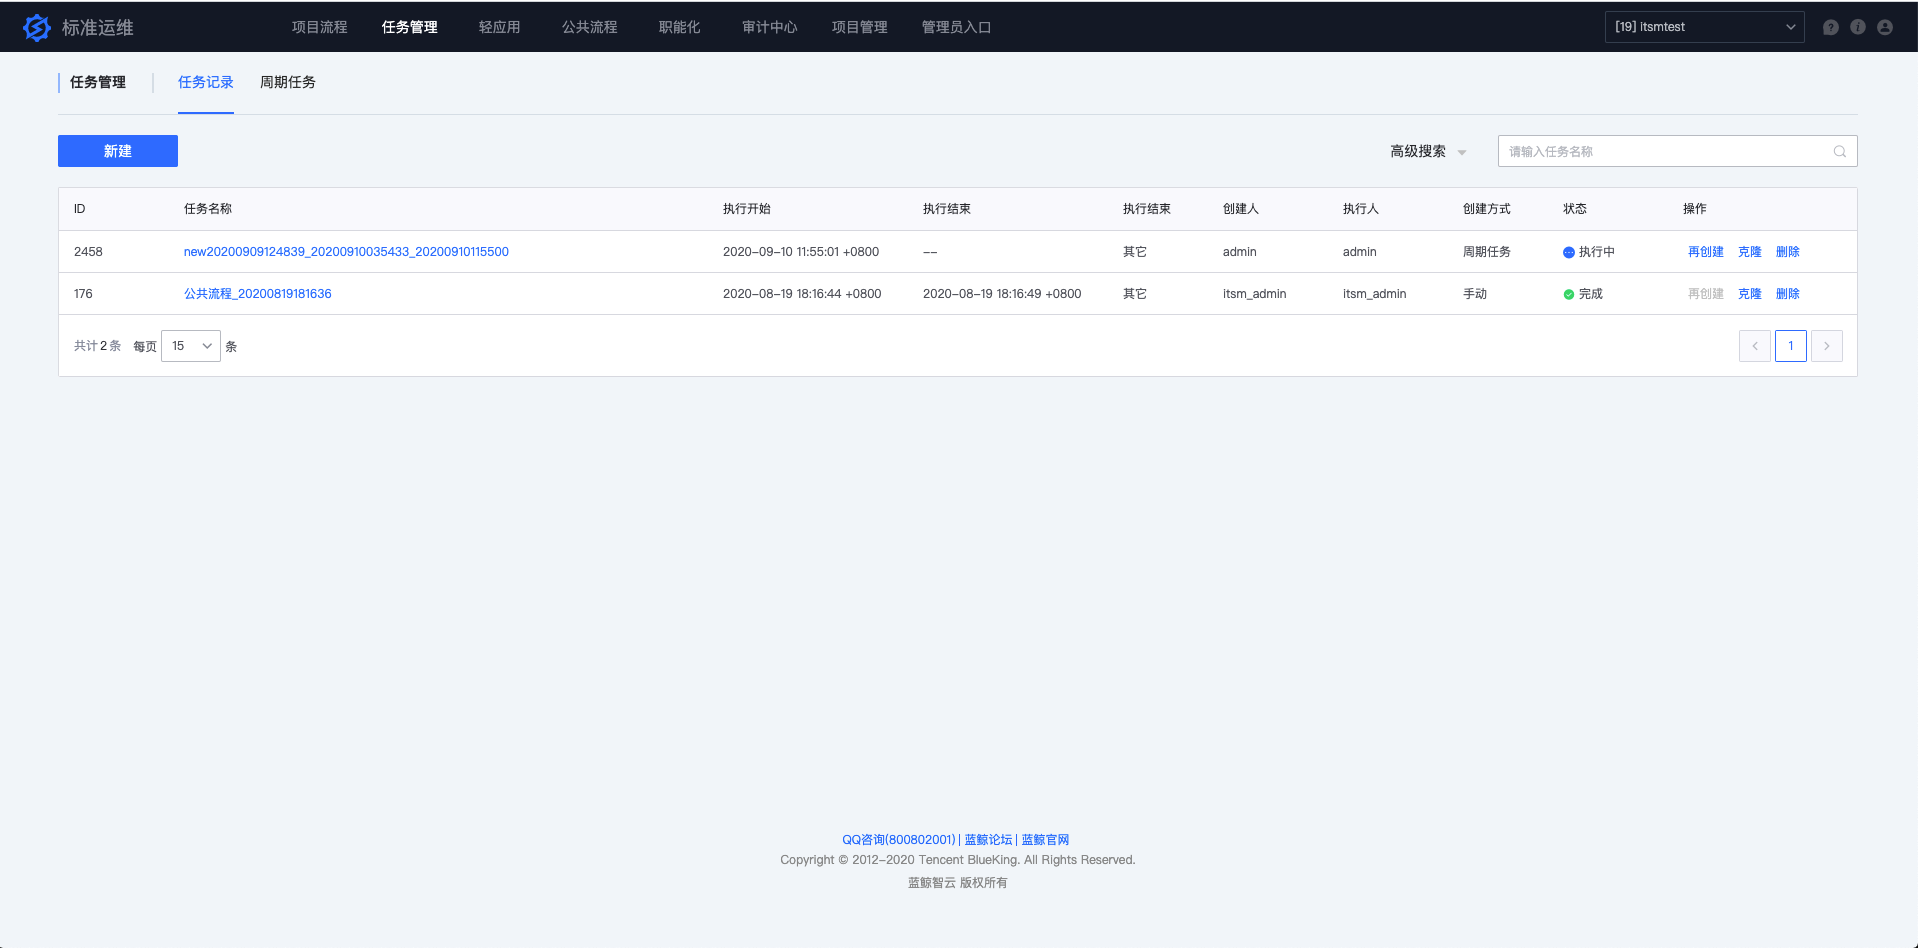 标准运维 项目流程 任务管理 轻应用 公共流程 职能化 审计中心 项目管理 管理员入口 [19] itsmtest
任务管理 任务记录 周期任务
新建 高级搜索 请输入任务名称
ID 任务名称 执行开始 执行结束 执行结束 创建人 执行人 创建方式 状态 操作
2458 new20200909124839_20200910035433_20200910115500 2020-09-10 11:55:01 +0800 -- 其它 admin admin 周期任务 执行中 再创建 克隆 删除
176 公共流程_20200819181636 2020-08-19 18:16:44 +0800 2020-08-19 18:16:49 +0800 其它 itsm_admin itsm_admin 手动 完成 再创建 克隆 删除
共计 2 条 每页 15 条 1
QQ咨询(800802001) | 蓝鲸论坛 | 蓝鲸官网
Copyright © 2012-2020 Tencent BlueKing. All Rights Reserved.
蓝鲸智云 版权所有